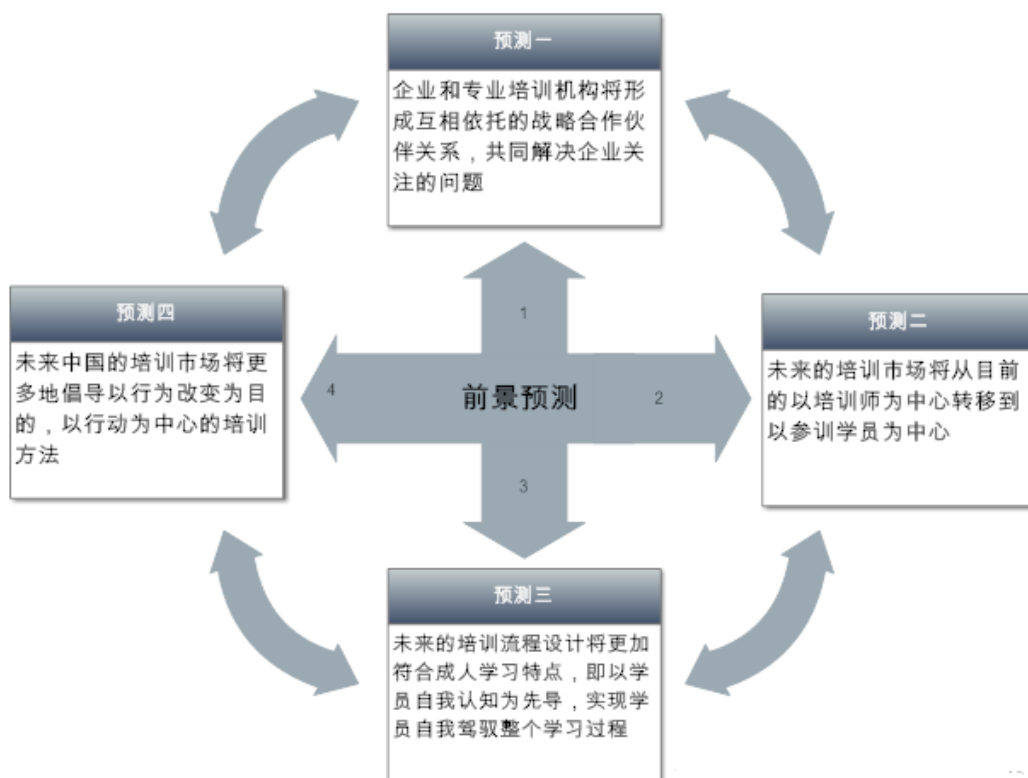 预测一
企业和专业培训机构将形
成互相依托的战略合作伙
伴关系，共同解决企业关
注的问题
预测四
未来中国的培训市场将更
多地倡导以行为改变为目
的，以行动为中心的培训
方法
1
4
前景预测
2
3
预测二
未来的培训市场将从目前
的以培训师为中心转移到
以参训学员为中心
预测三
未来的培训流程设计将更加
符合成人学习特点，即以学
员自我认知为先导，实现学
员自我驾驭整个学习过程